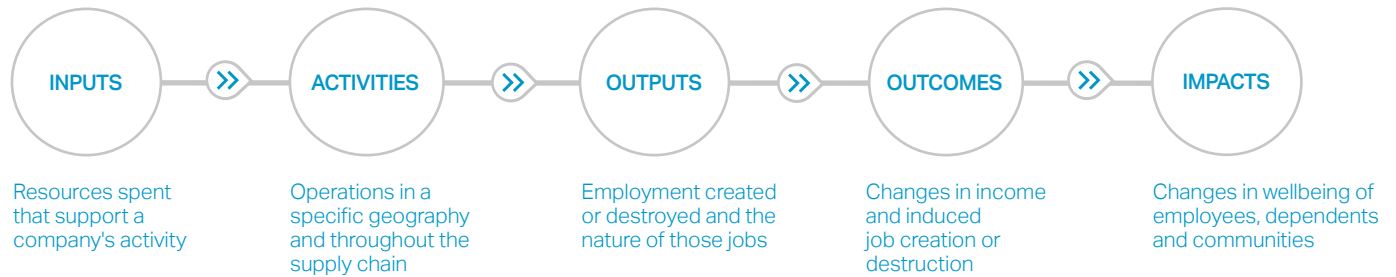 INPUTS
ACTIVITIES
OUTPUTS
OUTCOMES
IMPACTS
Resources spent
that support a
company's activity
Operations in a
specific geography
and throughout the
supply chain
Employment created
or destroyed and the
nature of those jobs
Changes in income
and induced
job creation or
destruction
Changes in wellbeing of
employees, dependents
and communities